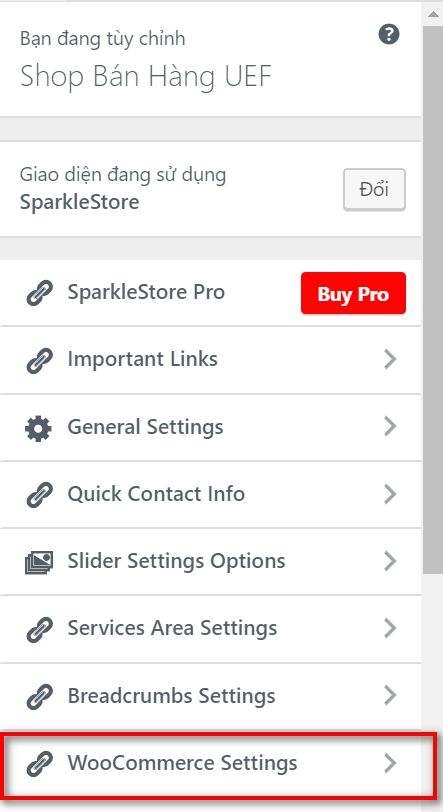 Bạn đang tùy chỉnh
Shop Bán Hàng UEF
Giao diện đang sử dụng
SparkleStore
Đổi
SparkleStore Pro
Buy Pro
Important Links
General Settings
Quick Contact Info
Slider Settings Options
Services Area Settings
Breadcrumbs Settings
WooCommerce Settings